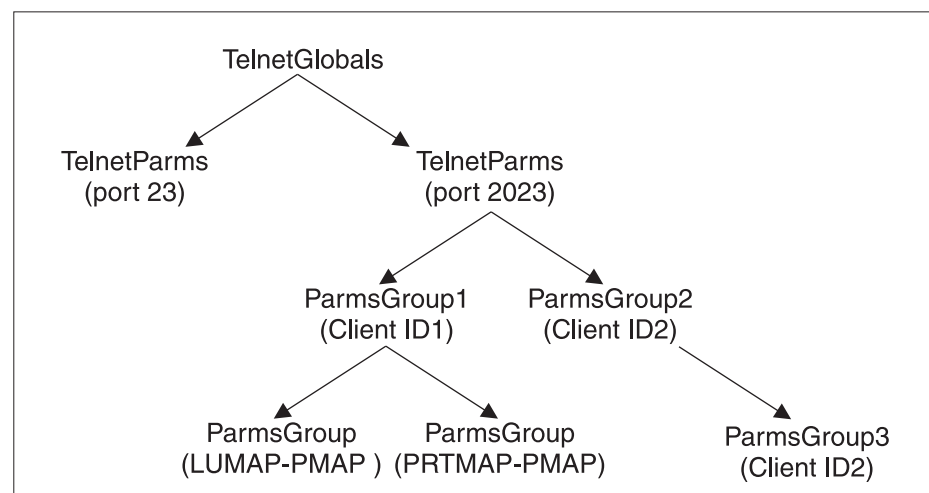 TelnetGlobals
TelnetParms
(port 23)
TelnetParms
(port 2023)
ParmsGroup1
(Client ID1)
ParmsGroup2
(Client ID2)
ParmsGroup
(LUMAP-PMAP )
ParmsGroup
(PRTMAP-PMAP)
ParmsGroup3
(Client ID2)